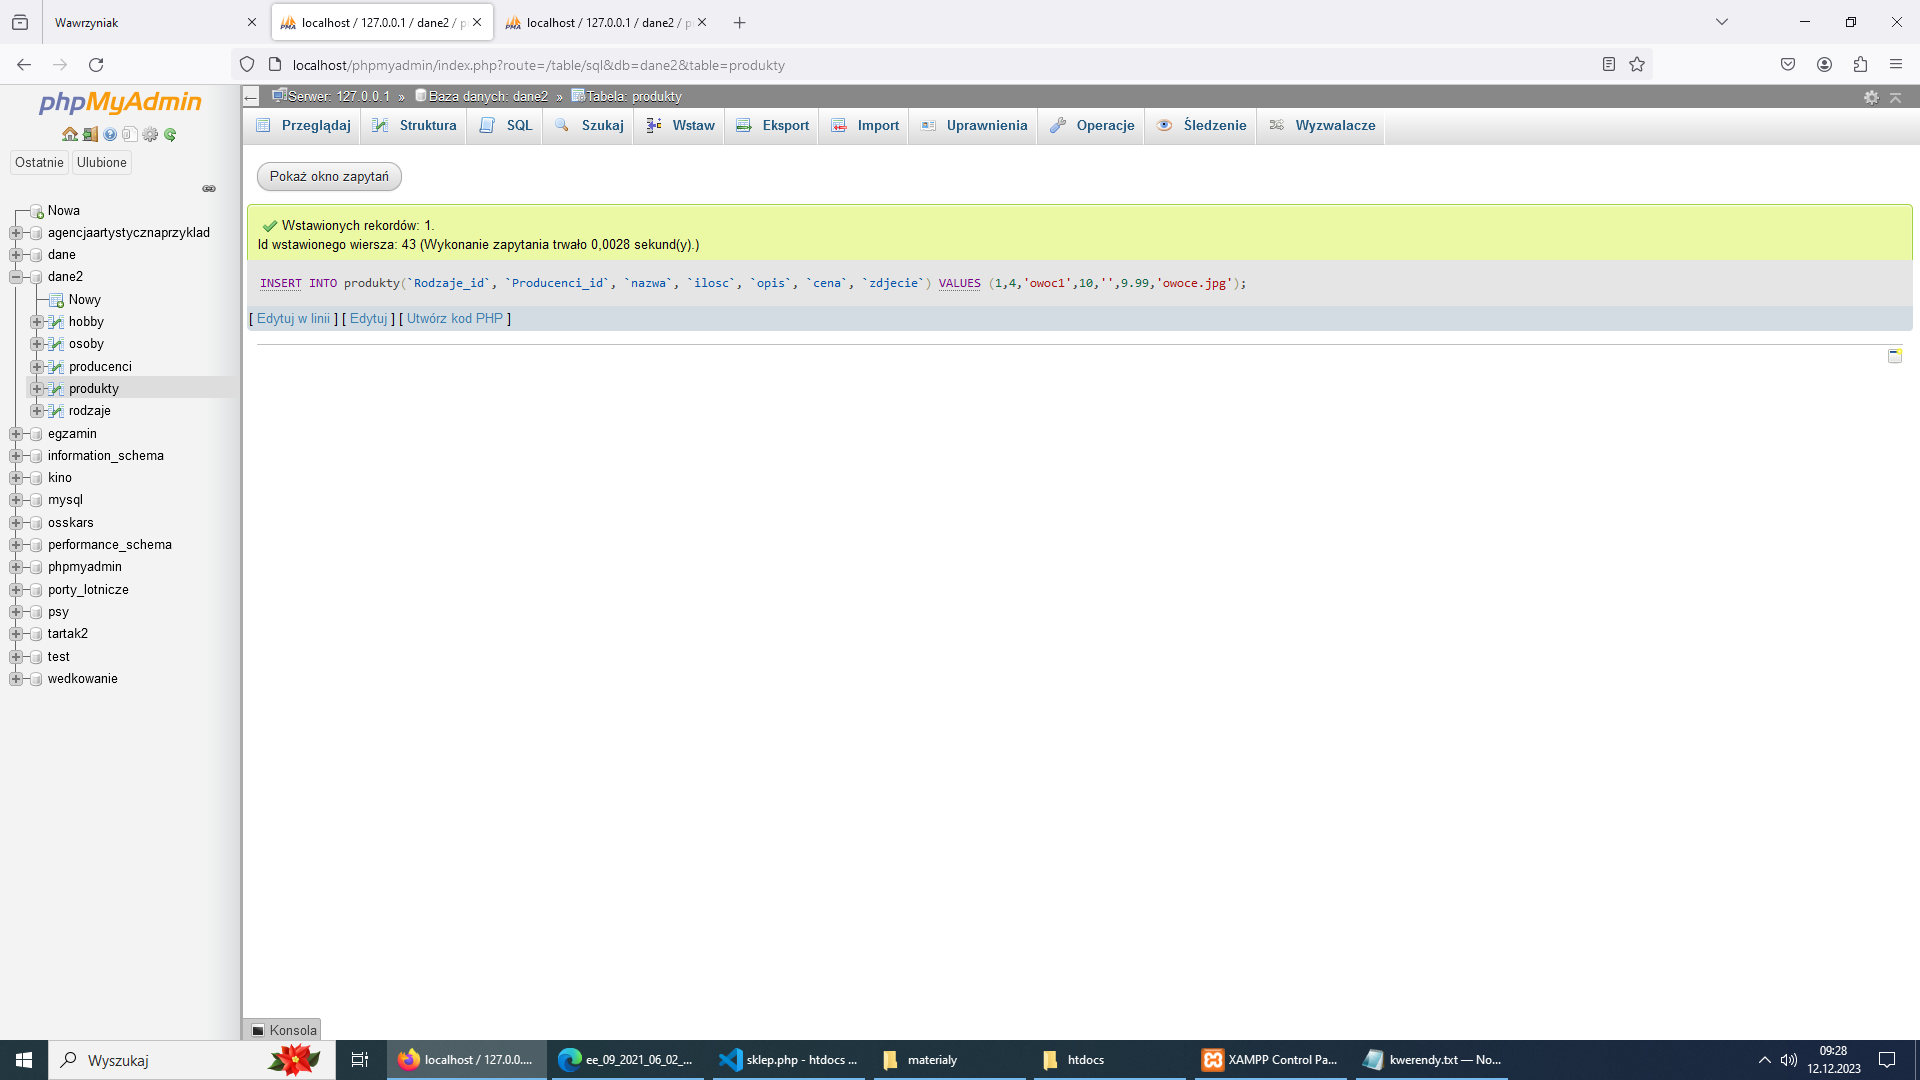 Wawrzyniak
localhost / 127.0.0.1 / dane2 / p
localhost / 127.0.0.1 / dane2 / p
localhost/phpmyadmin/index.php?route=/table/sql&db=dane2&table=produkty
phpMyAdmin
Ostatnie
Ulubione
Nowa
agencjaartystycznaprzyklad
dane
dane2
Nowy
hobby
osoby
producenci
produkty
rodzaje
egzamin
information_schema
kino
mysql
osskars
performance_schema
phpmyadmin
porty_lotnicze
psy
tartak2
test
wedkowanie
Serwer: 127.0.0.1 » Baza danych: dane2 » Tabela: produkty
Przeglądaj Struktura SQL Szukaj Wstaw Eksport Import Uprawnienia Operacje Śledzenie Wyzwalacze
Pokaż okno zapytań
Wstawionych rekordów: 1.
Id wstawionego wiersza: 43 (Wykonanie zapytania trwało 0,0028 sekund(y).)
INSERT INTO produkty(`Rodzaje_id`, `Producenci_id`, `nazwa`, `ilosc`, `opis`, `cena`, `zdjecie`) VALUES (1,4,'owoc1',10,'',9.99,'owoce.jpg');
[ Edytuj w linii ] [ Edytuj ] [ Utwórz kod PHP ]
Konsola
Wyszukaj
localhost / 127.0.0....
ee_09_2021_06_02_...
sklep.php - htdocs ...
materialy
htdocs
XAMPP Control Pa...
kwerendy.txt — No...
09:28
12.12.2023